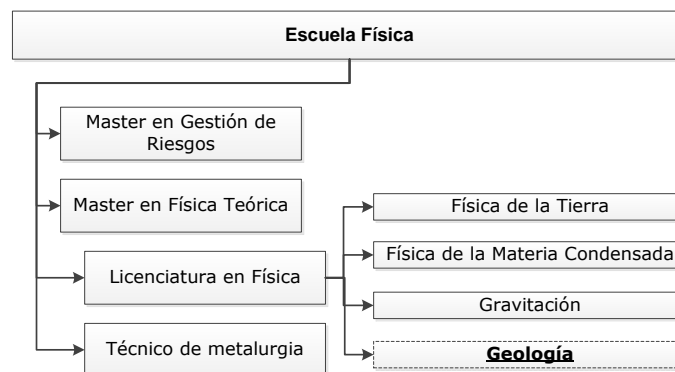 Escuela Física
Master en Gestión de
Riesgos
Master en Física Teórica
Licenciatura en Física
Técnico de metalurgia
Física de la Tierra
Física de la Materia Condensada
Gravitación
Geología